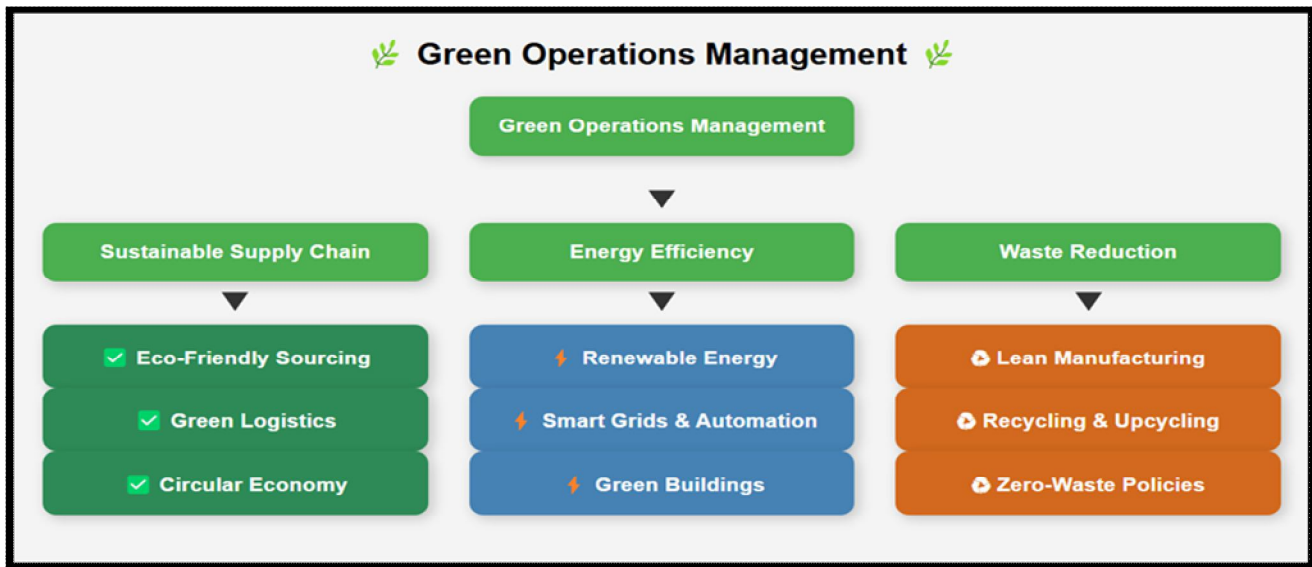 Green Operations Management
Green Operations Management
Sustainable Supply Chain
Energy Efficiency
Waste Reduction
Eco-Friendly Sourcing
Renewable Energy
Lean Manufacturing
Green Logistics
Smart Grids & Automation
Recycling & Upcycling
Circular Economy
Green Buildings
Zero-Waste Policies